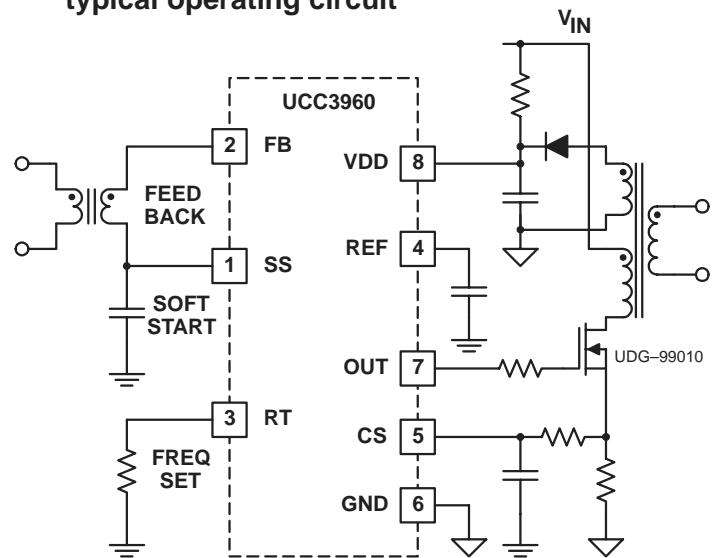 typical operating circuit
VIN
UCC3960
2 FB
VDD 8
FEED
BACK
REF 4
1 SS
SOFT
START
OUT 7
UDG–99010
3 RT
CS 5
FREQ
SET
GND 6